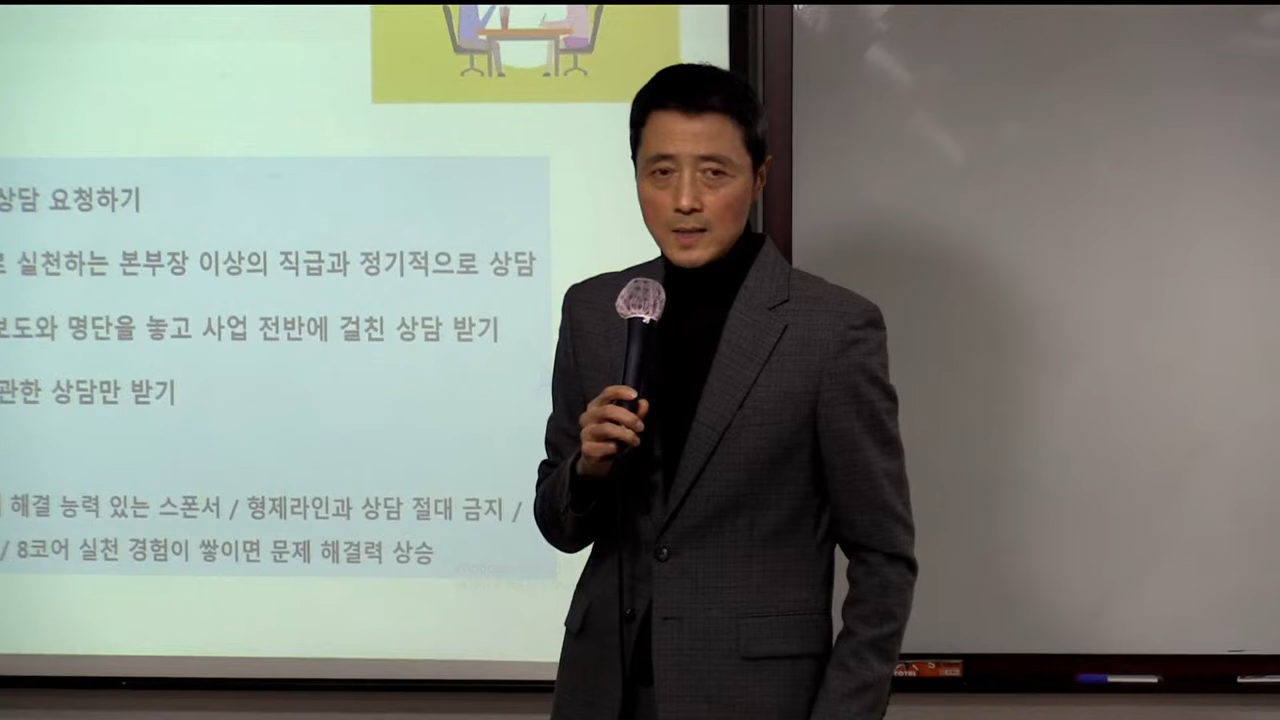 상담 요청하기
로 실천하는 본부장 이상의 직급과 정기적으로 상담
보도와 명단을 놓고 사업 전반에 걸친 상담 받기
관한 상담만 받기
해결 능력 있는 스폰서 / 형제라인과 상담 절대 금지 /
/ 8코어 실천 경험이 쌓이면 문제 해결력 상승